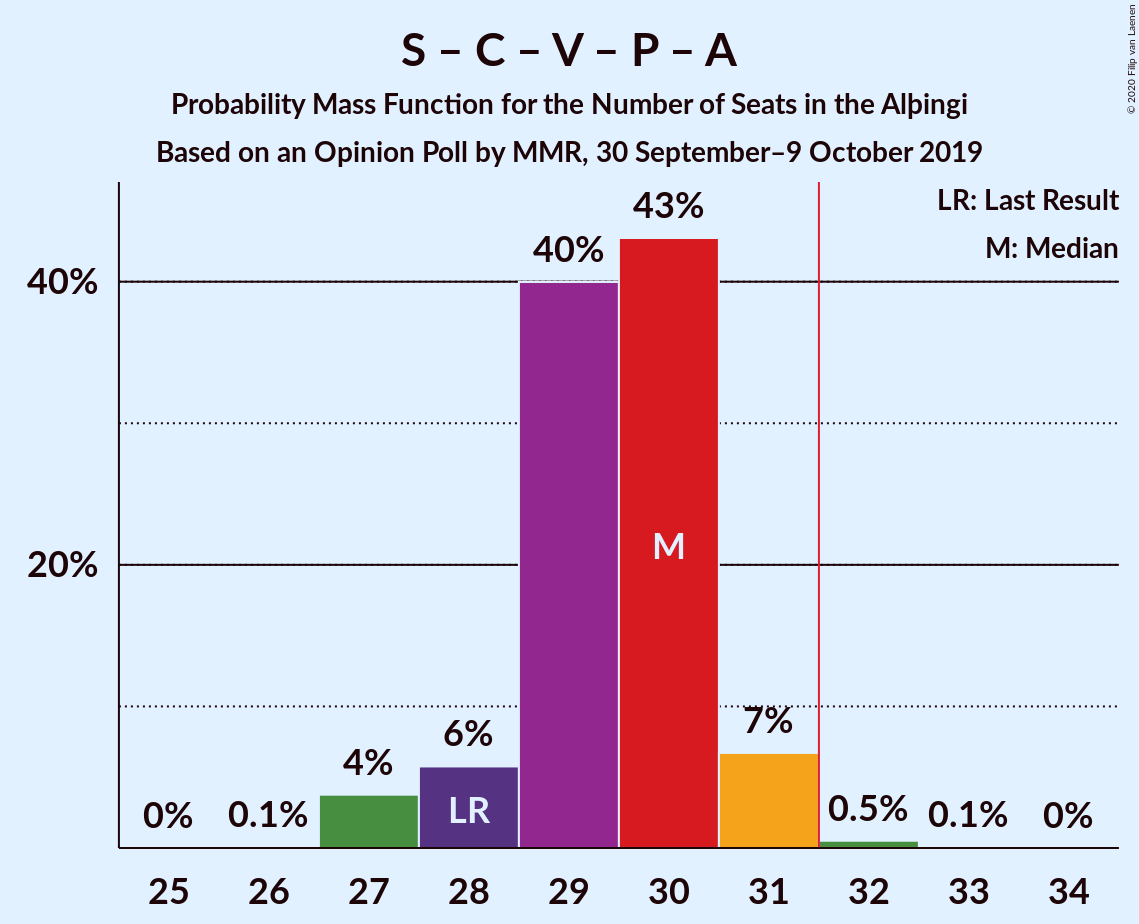 S – C – V – P – A
Probability Mass Function for the Number of Seats in the Alþingi
Based on an Opinion Poll by MMR, 30 September–9 October 2019
© 2020 Filip van Laenen
LR: Last Result
M: Median
40%
20%
0%
0.1%
4%
6%
40%
43%
7%
0.5%
0.1%
0%
LR
M
25 26 27 28 29 30 31 32 33 34